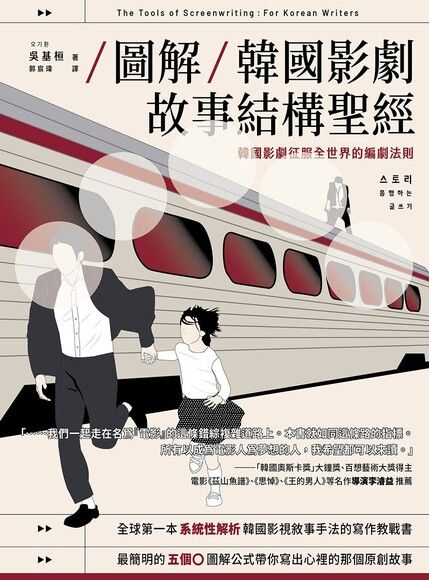 The Tools of Screenwriting : For Korean Writers
오기환
吳基桓 著
郭宸瑋 譯
/圖解/韓國影劇
故事結構聖經
韓國影劇征服全世界的編劇法則
스토리
흥행하는
글쓰기
「……我們一起走在名為『電影』的這條錯綜複雜道路上。本書就如同這條路的指標。
所有以成為電影人為夢想的人，我希望都可以來讀。」
———「韓國奧斯卡獎」大鐘獎、百想藝術大獎得主
電影《茲山魚譜》、《思悼》、《王的男人》等名作導演李濬益 推薦
全球第一本 系統性解析 韓國影視敘事手法的寫作教戰書
最簡明的 五個〇 圖解公式帶你寫出心裡的那個原創故事